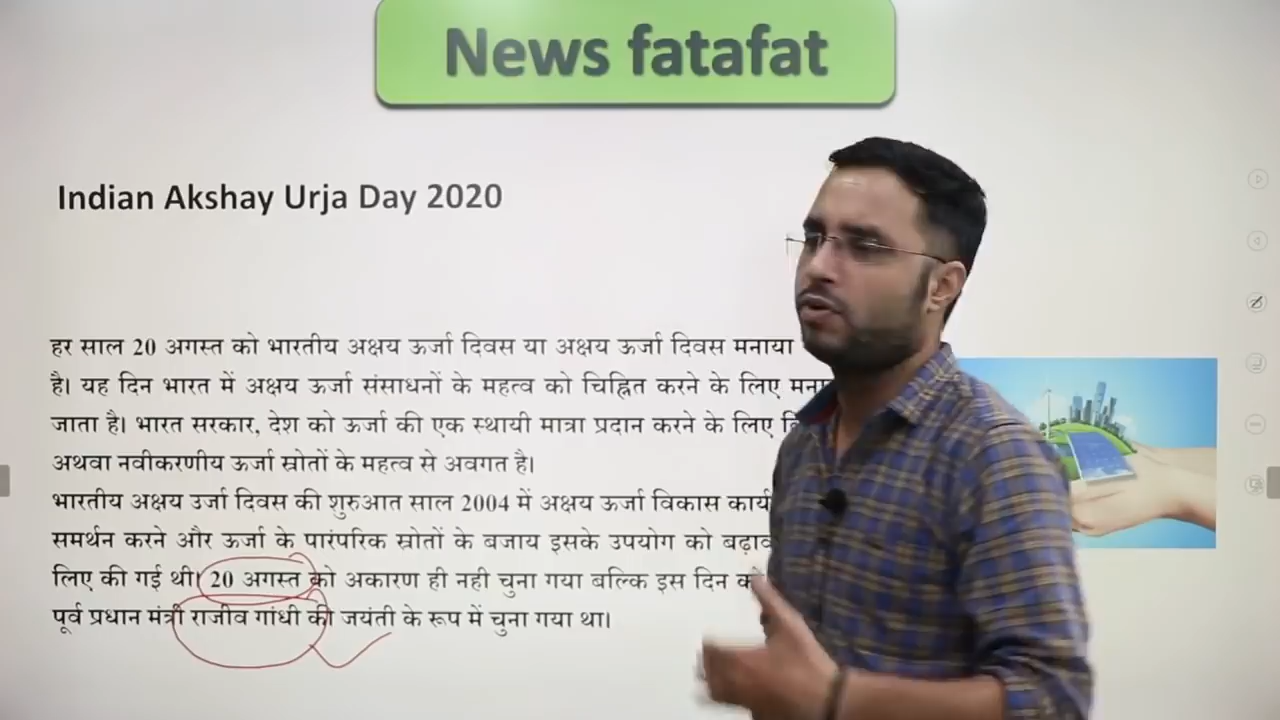 News fatafat
Indian Akshay Urja Day 2020
हर साल 20 अगस्त को भारतीय अक्षय ऊर्जा दिवस या अक्षय ऊर्जा दिवस मनाया
है। यह दिन भारत में अक्षय ऊर्जा संसाधनों के महत्व को चिह्नित करने के लिए
जाता है। भारत सरकार, देश को ऊर्जा की एक स्थायी मात्रा प्रदान करने के लिए
अथवा नवीकरणीय ऊर्जा स्रोतों के महत्व से अवगत है।
भारतीय अक्षय उर्जा दिवस की शुरुआत साल 2004 में अक्षय ऊर्जा विकास
समर्थन करने और ऊर्जा के पारंपरिक स्रोतों के बजाय इसके उपयोग को
लिए की गई थी। 20 अगस्त को अकारण ही नही चुना गया बल्कि इस दिन
पूर्व प्रधान मंत्री राजीव गांधी की जयंती के रूप में चुना गया था।